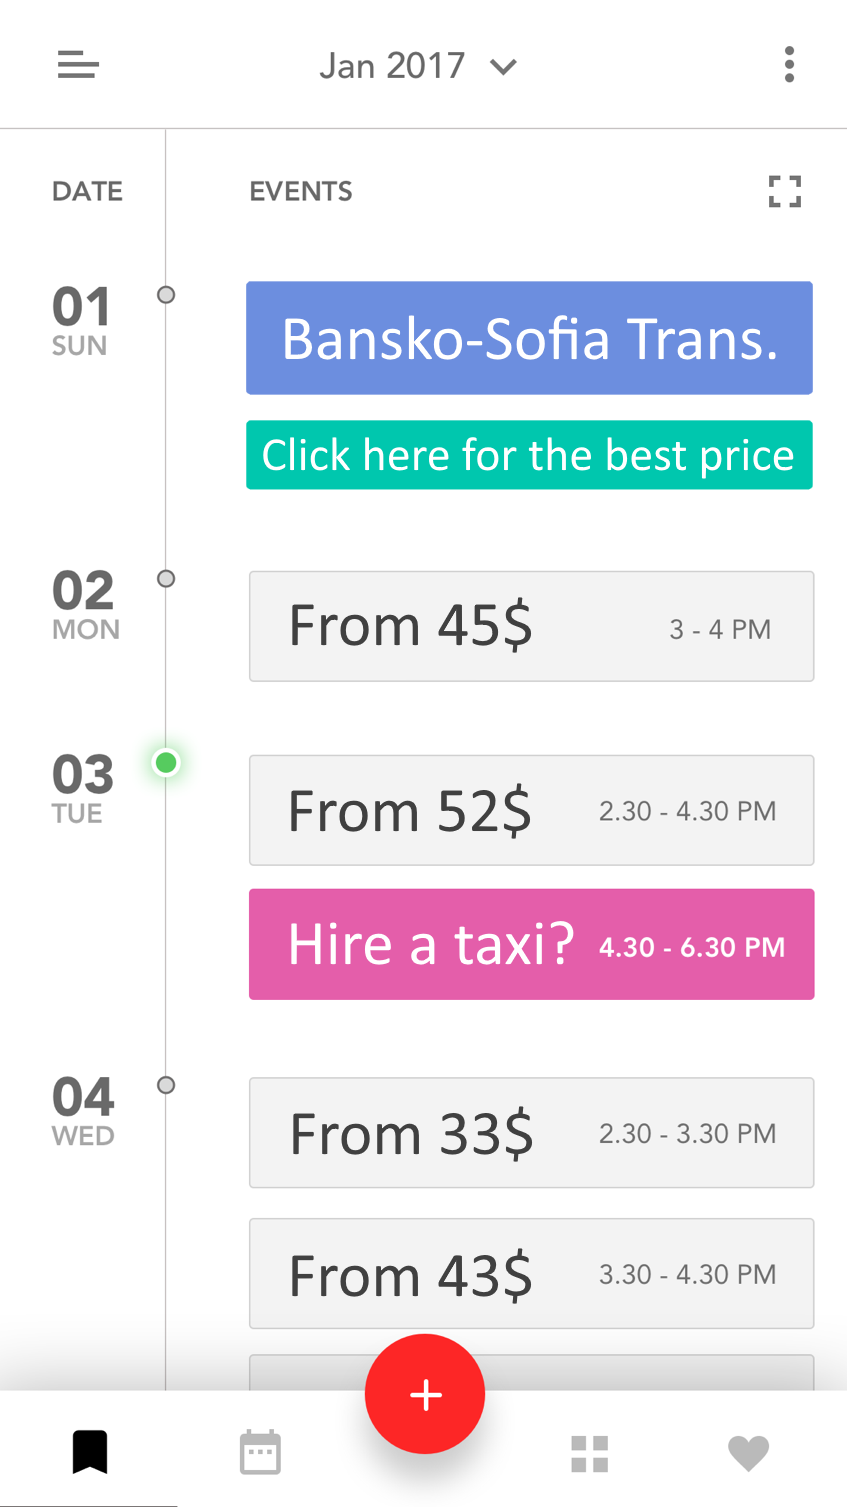 Jan 2017
DATE EVENTS
01 Bansko-Sofia Trans.
SUN
Click here for the best price
02 From 45$ 3 - 4 PM
MON
03 From 52$ 2.30 - 4.30 PM
TUE
Hire a taxi? 4.30 - 6.30 PM
04 From 33$ 2.30 - 3.30 PM
WED
From 43$ 3.30 - 4.30 PM